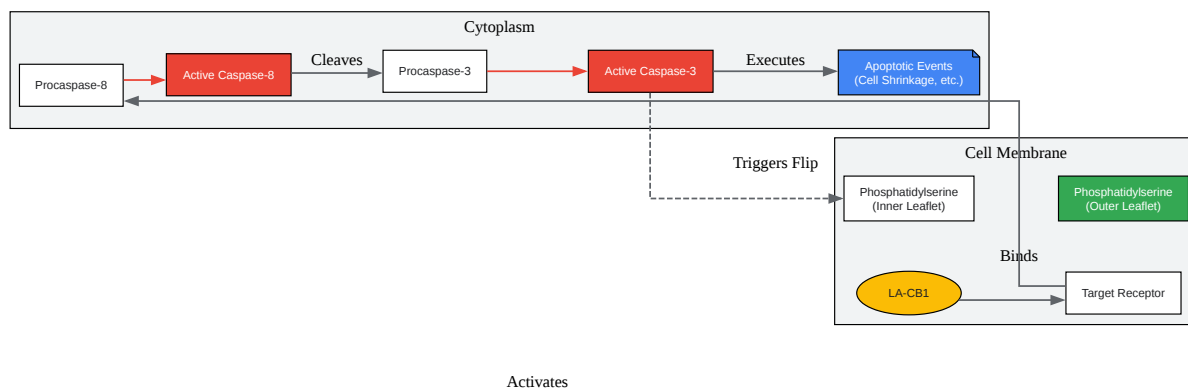 Cytoplasm
Procaspase-8
Active Caspase-8
Cleaves
Procaspase-3
Active Caspase-3
Executes
Apoptotic Events
(Cell Shrinkage, etc.)
Triggers Flip
Cell Membrane
Phosphatidylserine
(Inner Leaflet)
Phosphatidylserine
(Outer Leaflet)
Binds
LA-CB1
Target Receptor
Activates